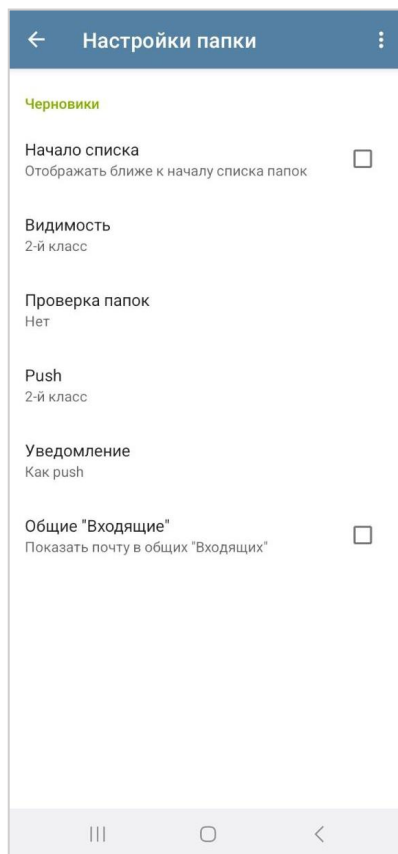 Настройки папки
Черновики
Начало списка
Отображать ближе к началу списка папок
Видимость
2-й класс
Проверка папок
Нет
Push
2-й класс
Уведомление
Как push
Общие "Входящие"
Показать почту в общих "Входящих"